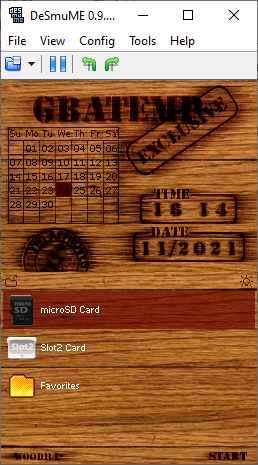 DeSmuME 0.9....
File View Config Tools Help
GBATEMP
EXCLUSIVE
Su Mo Tu We Th Fr Sa
01 02 03 04 05 06
07 08 09 10 11 12 13
14 15 16 17 18 19 20
21 22 23 24 25 26 27
28 29 30
TIME
16 14
DATE
11/2021
SD
microSD Card
Slot2
Slot2 Card
Favorites
START